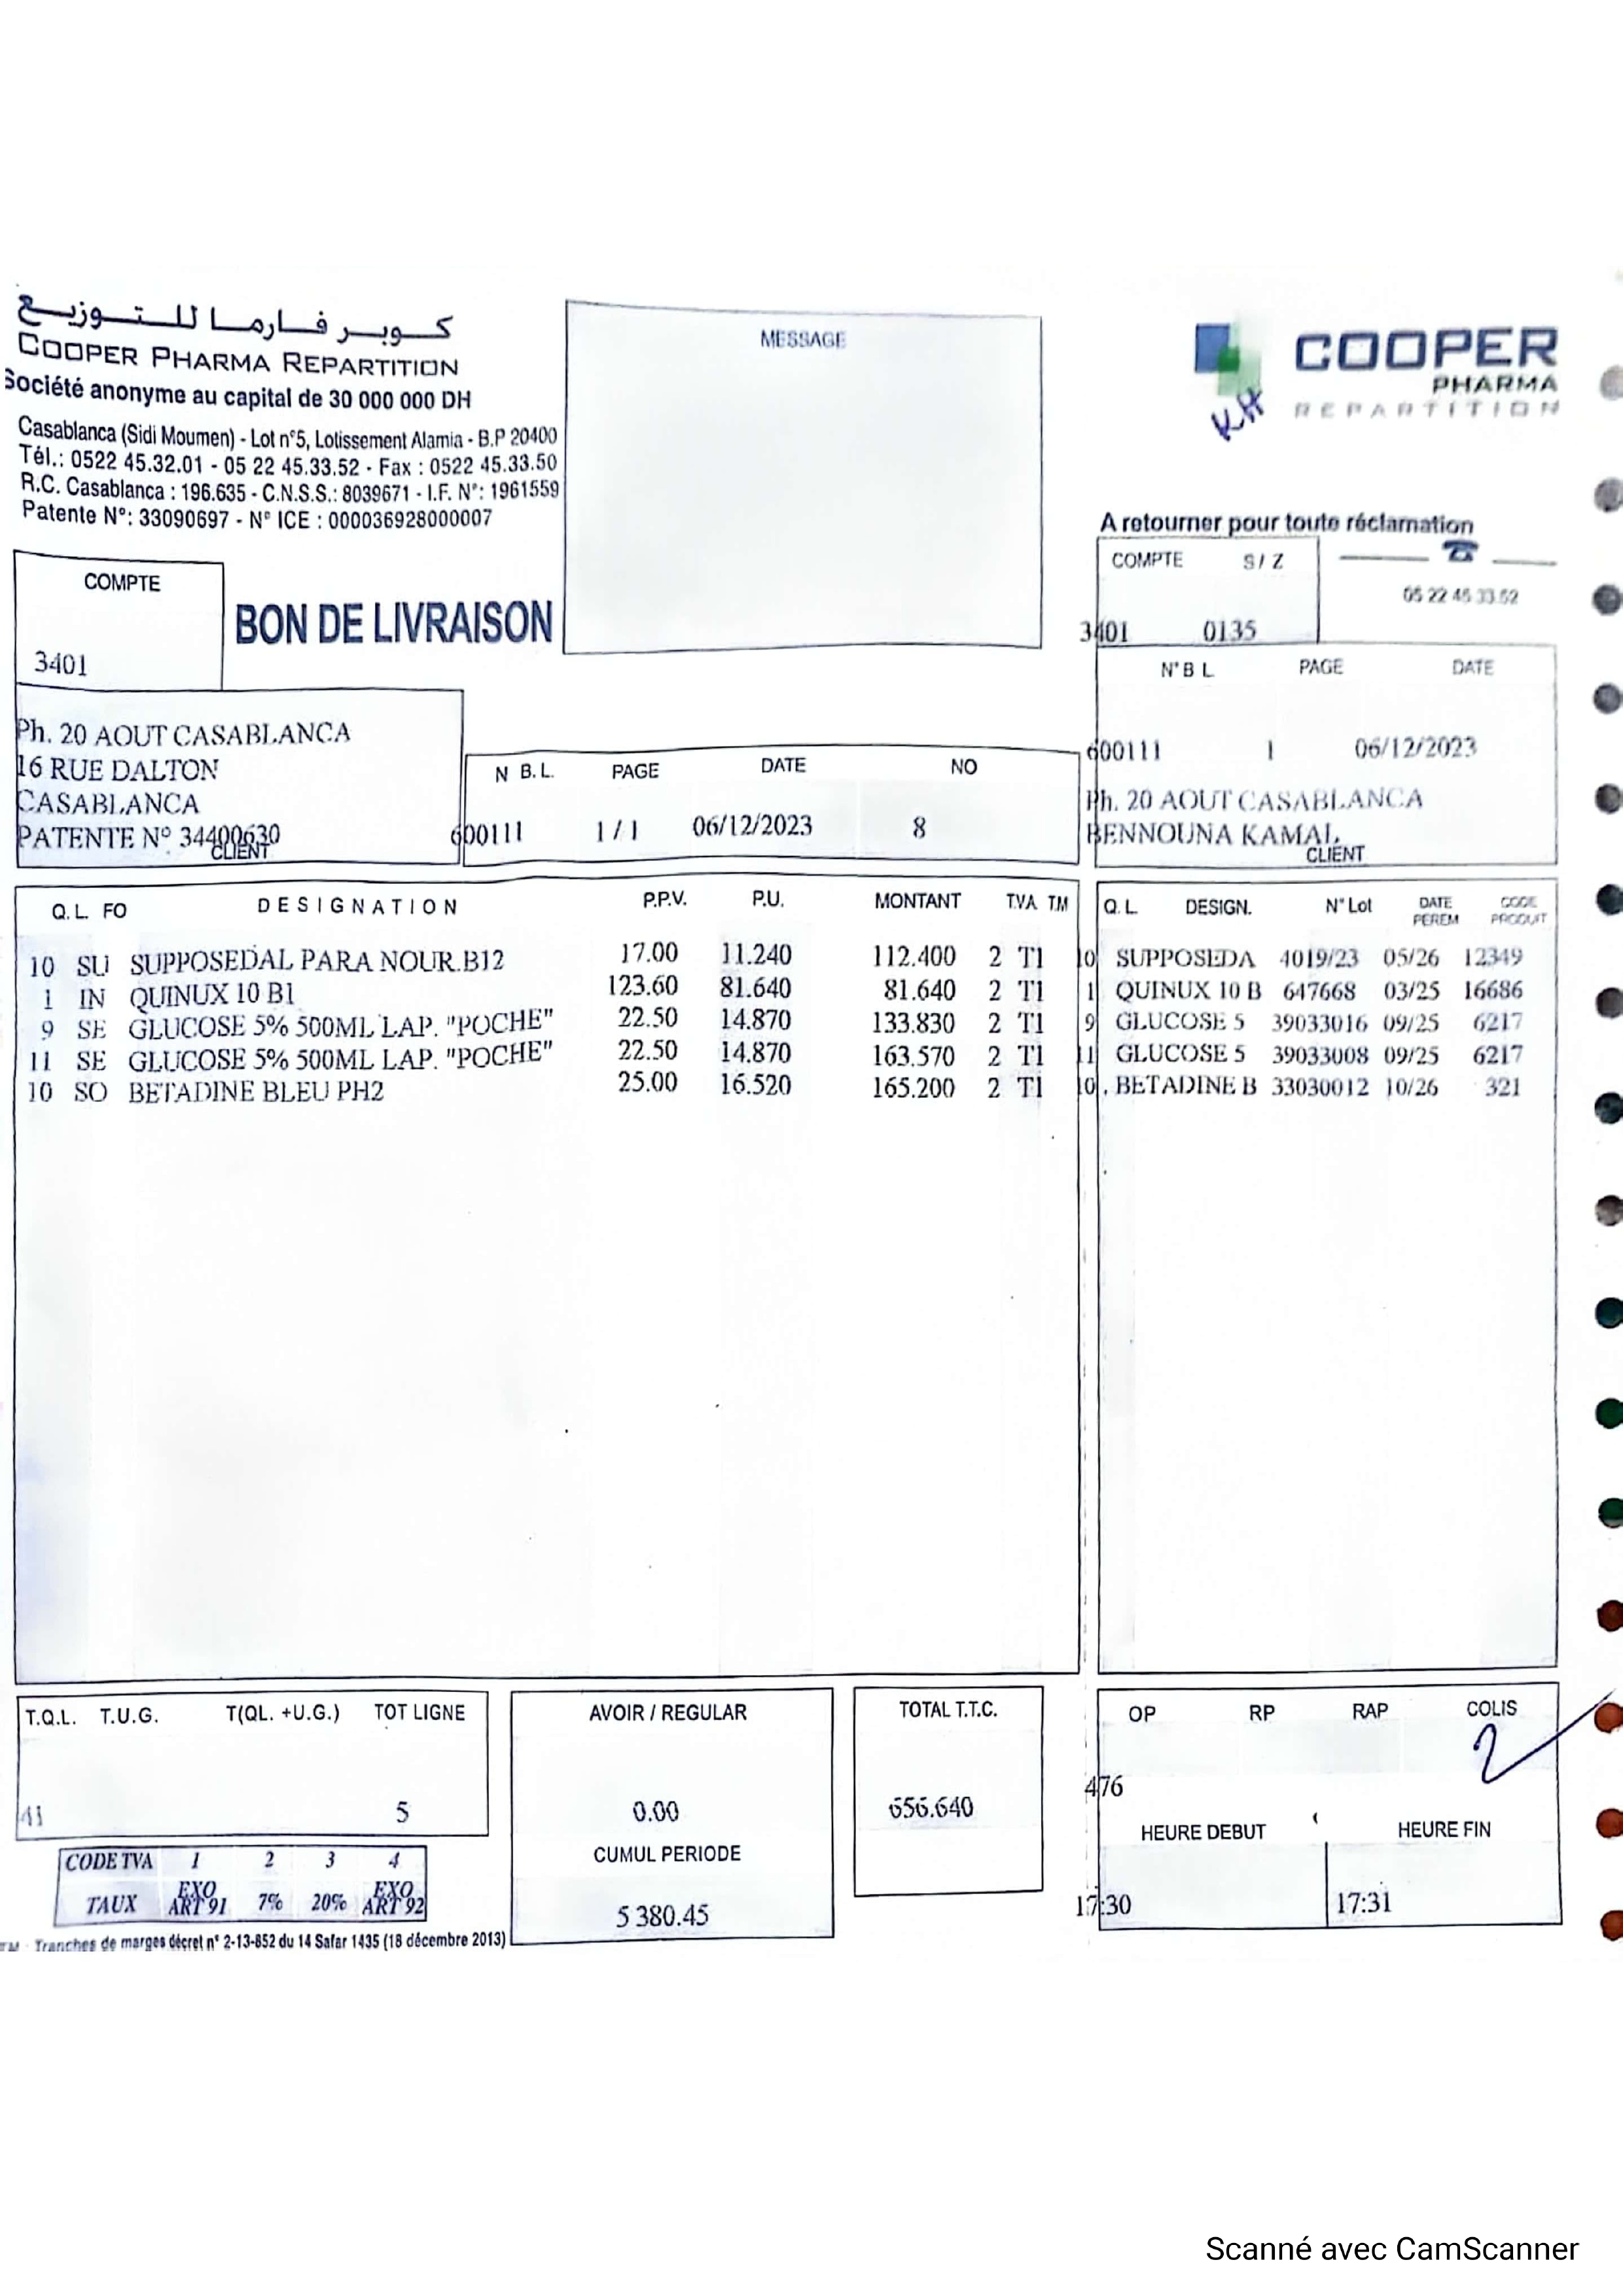 كوبر فارما للتوزيع
COOPER PHARMA REPARTITION
Société anonyme au capital de 30 000 000 DH
Casablanca (Sidi Moumen) - Lot n°5, Lotissement Alamia - B.P 20400
Tél.: 0522 45.32.01 - 05 22 45.33.52 - Fax : 0522 45.33.50
R.C. Casablanca : 196.635 - C.N.S.S.: 8039671 - I.F. N°: 1961559
Patente N°: 33090697 - N° ICE : 000036928000007
MESSAGE
COOPER
PHARMA
REPARTITION
KH
A retourner pour toute réclamation
COMPTE S/Z
05 22 45 33.52
3401 0135
COMPTE
3401
BON DE LIVRAISON
Ph. 20 AOUT CASABLANCA
16 RUE DALTON
CASABLANCA
PATENTE N° 34400630
CLIENT
N B.L. PAGE DATE NO
600111 1 / 1 06/12/2023 8
N° B L PAGE DATE
600111 1 06/12/2023
Ph. 20 AOUT CASABLANCA
BENNOUNA KAMAL
CLIENT
Q.L. FO DESIGNATION P.P.V. P.U. MONTANT T.V.A T.M
10 SU SUPPOSEDAL PARA NOUR.B12 17.00 11.240 112.400 2 T1
1 IN QUINUX 10 B1 123.60 81.640 81.640 2 T1
9 SE GLUCOSE 5% 500ML LAP. "POCHE" 22.50 14.870 133.830 2 T1
11 SE GLUCOSE 5% 500ML LAP. "POCHE" 22.50 14.870 163.570 2 T1
10 SO BETADINE BLEU PH2 25.00 16.520 165.200 2 T1
Q.L. DESIGN. N° Lot DATE PEREM CODE PRODUIT
10 SUPPOSEDA 4019/23 05/26 12349
1 QUINUX 10 B 647668 03/25 16686
9 GLUCOSE 5 39033016 09/25 6217
11 GLUCOSE 5 39033008 09/25 6217
10 BETADINE B 33030012 10/26 321
T.Q.L. T.U.G. T(QL. +U.G.) TOT LIGNE
41 5
AVOIR / REGULAR
0.00
CUMUL PERIODE
5 380.45
TOTAL T.T.C.
656.640
OP RP RAP COLIS
2
476
HEURE DEBUT HEURE FIN
17:30 17:31
CODE TVA 1 2 3 4
TAUX EXO ART 91 7% 20% EXO ART 92
TM : Tranches de marges décret n° 2-13-852 du 14 Safar 1435 (18 décembre 2013)
Scanné avec CamScanner